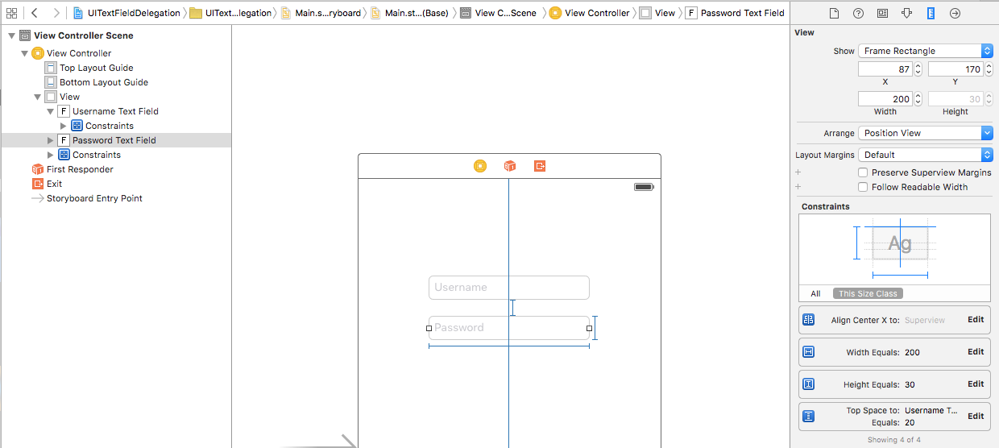 UITextFieldDelegation UIText...legation Main.s...ryboard Main.st...(Base) View C...Scene View Controller View F Password Text Field
View Controller Scene
View Controller
Top Layout Guide
Bottom Layout Guide
View
F Username Text Field
Constraints
F Password Text Field
Constraints
First Responder
Exit
Storyboard Entry Point
Username
Password
View
Show Frame Rectangle
87 170
X Y
200 30
Width Height
Arrange Position View
Layout Margins Default
+ Preserve Superview Margins
+ Follow Readable Width
Constraints
Ag
All This Size Class
Align Center X to: Superview Edit
Width Equals: 200 Edit
Height Equals: 30 Edit
Top Space to: Username T...
Equals: 20 Edit
Showing 4 of 4